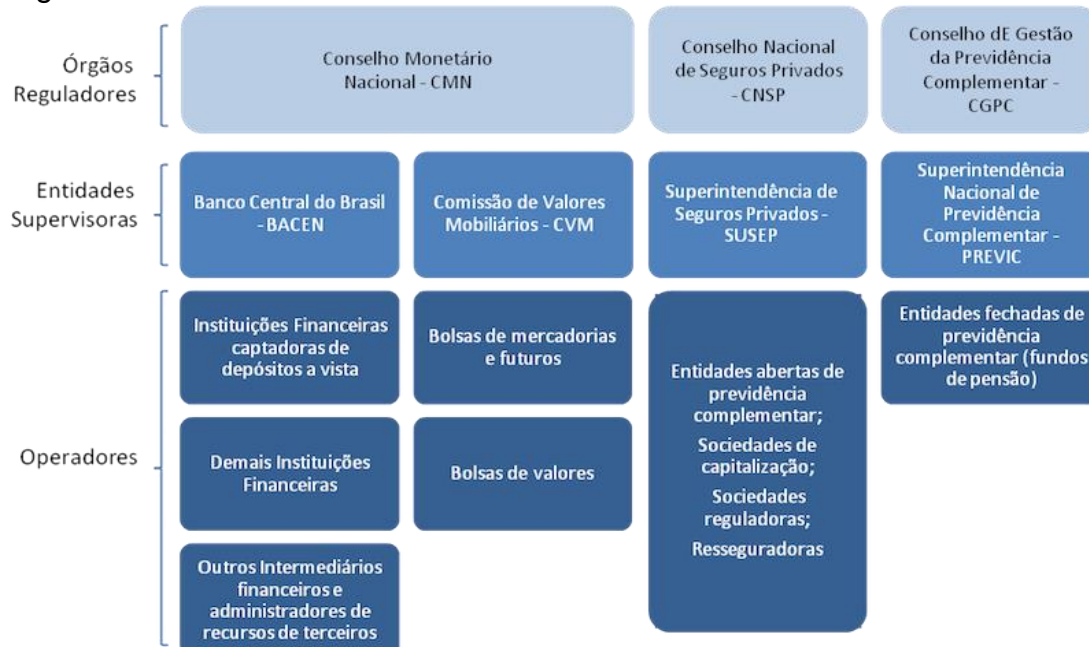 Órgãos
Reguladores
Conselho Monetário
Nacional - CMN
Conselho Nacional
de Seguros Privados
- CNSP
Conselho dE Gestão
da Previdência
Complementar -
CGPC
Entidades
Supervisoras
Banco Central do Brasil
- BACEN
Comissão de Valores
Mobiliários - CVM
Superintendência de
Seguros Privados -
SUSEP
Superintendência
Nacional de
Previdência
Complementar -
PREVIC
Operadores
Instituições Financeiras
captadoras de
depósitos a vista
Bolsas de mercadorias
e futuros
Entidades abertas de
previdência
complementar;
Sociedades de
capitalização;
Sociedades
reguladoras;
Resseguradoras
Entidades fechadas de
previdência
complementar (fundos
de pensão)
Demais Instituições
Financeiras
Bolsas de valores
Outros Intermediários
financeiros e
administradores de
recursos de terceiros